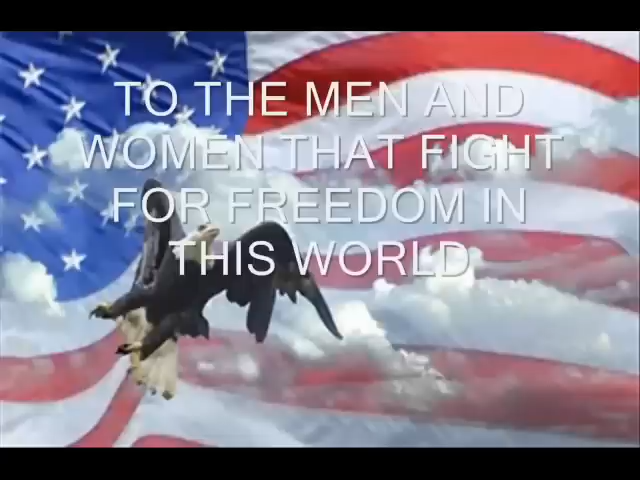 TO THE MEN AND
WOMEN THAT FIGHT
FOR FREEDOM IN
THIS WORLD